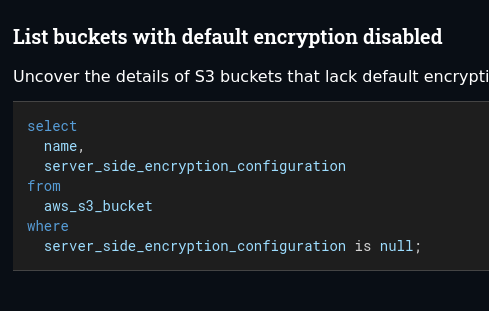 List buckets with default encryption disabled
Uncover the details of S3 buckets that lack default encrypti
select
  name,
  server_side_encryption_configuration
from
  aws_s3_bucket
where
  server_side_encryption_configuration is null;